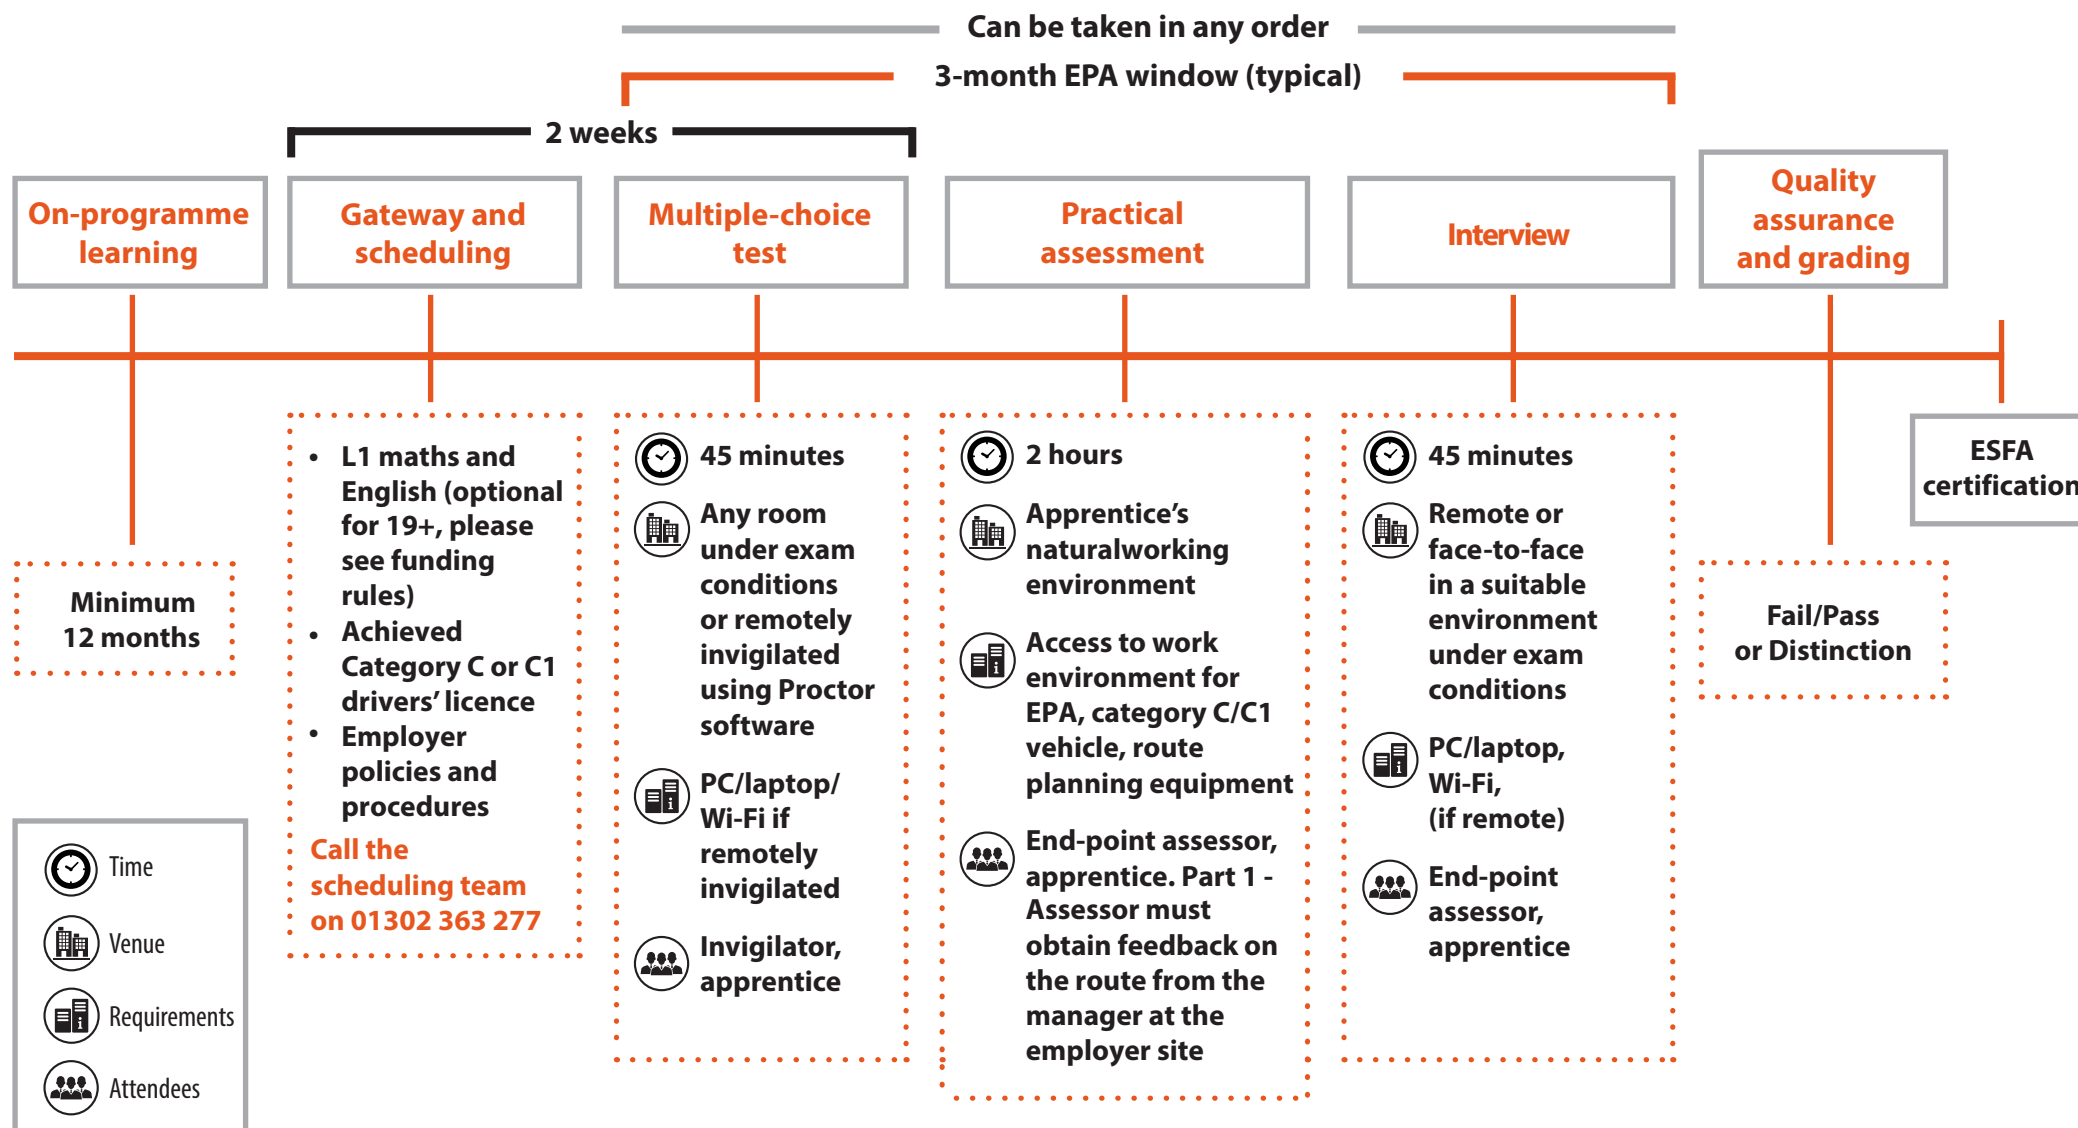 Can be taken in any order
3-month EPA window (typical)
2 weeks
On-programme
learning
Gateway and
scheduling
Multiple-choice
test
Practical
assessment
Interview
Quality
assurance
and grading
Minimum
12 months
• L1 maths and
English (optional
for 19+, please
see funding
rules)
• Achieved
Category C or C1
drivers’ licence
• Employer
policies and
procedures
Call the
scheduling team
on 01302 363 277
45 minutes
Any room
under exam
conditions
or remotely
invigilated
using Proctor
software
PC/laptop/
Wi-Fi if
remotely
invigilated
Invigilator,
apprentice
2 hours
Apprentice’s
naturalworking
environment
Access to work
environment for
EPA, category C/C1
vehicle, route
planning equipment
End-point assessor,
apprentice. Part 1 -
Assessor must
obtain feedback on
the route from the
manager at the
employer site
45 minutes
Remote or
face-to-face
in a suitable
environment
under exam
conditions
PC/laptop,
Wi-Fi,
(if remote)
End-point
assessor,
apprentice
Fail/Pass
or Distinction
ESFA
certification
Time
Venue
Requirements
Attendees